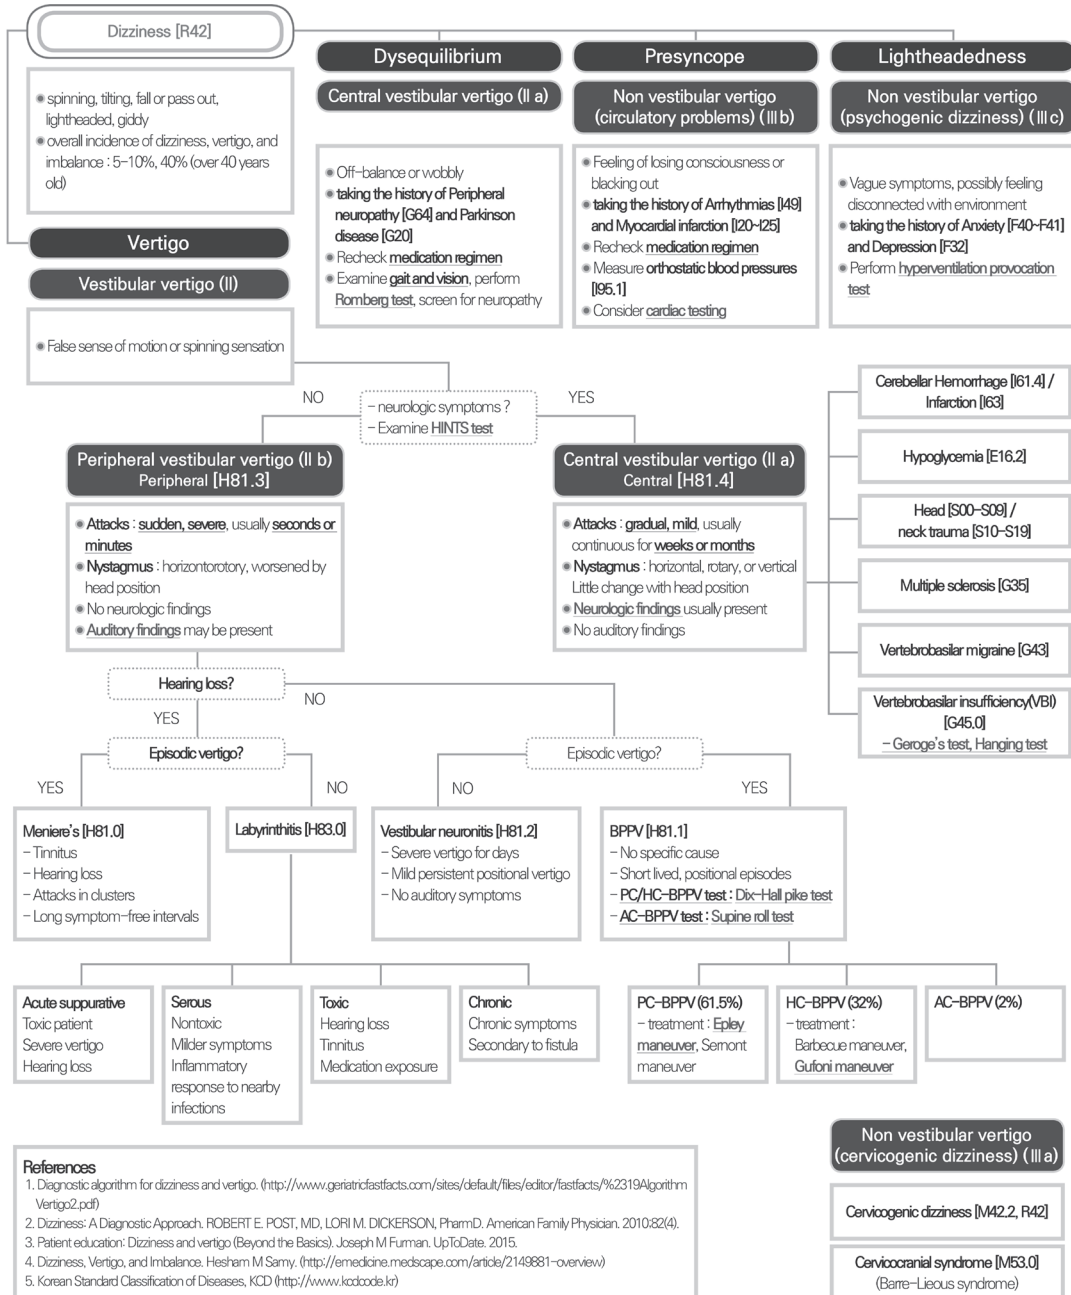 Dizziness [R42]
• spinning, tilting, fall or pass out,
lightheaded, giddy
• overall incidence of dizziness, vertigo, and
imbalance : 5-10%, 40% (over 40 years
old)
Dysequilibrium
Central vestibular vertigo (II a)
• Off-balance or wobbly
• taking the history of Peripheral
neuropathy [G64] and Parkinson
disease [G20]
• Recheck medication regimen
• Examine gait and vision, perform
Romberg test, screen for neuropathy
Presyncope
Non vestibular vertigo
(circulatory problems) (III b)
• Feeling of losing consciousness or
blacking out
• taking the history of Arrhythmias [I49]
and Myocardial infarction [I20~I25]
• Recheck medication regimen
• Measure orthostatic blood pressures
[I95.1]
• Consider cardiac testing
Lightheadedness
Non vestibular vertigo
(psychogenic dizziness) (III c)
• Vague symptoms, possibly feeling
disconnected with environment
• taking the history of Anxiety [F40~F41]
and Depression [F32]
• Perform hyperventilation provocation
test
Vertigo
Vestibular vertigo (II)
• False sense of motion or spinning sensation
NO
- neurologic symptoms ?
- Examine HINTS test
YES
Peripheral vestibular vertigo (II b)
Peripheral [H81.3]
• Attacks : sudden, severe, usually seconds or
minutes
• Nystagmus : horizontorotory, worsened by
head position
• No neurologic findings
• Auditory findings may be present
Central vestibular vertigo (II a)
Central [H81.4]
• Attacks : gradual, mild, usually
continuous for weeks or months
• Nystagmus : horizontal, rotary, or vertical
Little change with head position
• Neurologic findings usually present
• No auditory findings
Cerebellar Hemorrhage [I61.4] /
Infarction [I63]
Hypoglycemia [E16.2]
Head [S00-S09] /
neck trauma [S10-S19]
Multiple sclerosis [G35]
Vertebrobasilar migraine [G43]
Vertebrobasilar insufficiency(VBI)
[G45.0]
- Geroge's test, Hanging test
Hearing loss?
NO
YES
Episodic vertigo?
YES
NO
Episodic vertigo?
NO
YES
Meniere's [H81.0]
- Tinnitus
- Hearing loss
- Attacks in clusters
- Long symptom-free intervals
Labyrinthitis [H83.0]
Vestibular neuronitis [H81.2]
- Severe vertigo for days
- Mild persistent positional vertigo
- No auditory symptoms
BPPV [H81.1]
- No specific cause
- Short lived, positional episodes
- PC/HC-BPPV test : Dix-Hall pike test
- AC-BPPV test : Supine roll test
Acute suppurative
Toxic patient
Severe vertigo
Hearing loss
Serous
Nontoxic
Milder symptoms
Inflammatory
response to nearby
infections
Toxic
Hearing loss
Tinnitus
Medication exposure
Chronic
Chronic symptoms
Secondary to fistula
PC-BPPV (61.5%)
- treatment : Epley
maneuver, Semont
maneuver
HC-BPPV (32%)
- treatment :
Barbecue maneuver,
Gufoni maneuver
AC-BPPV (2%)
Non vestibular vertigo
(cervicogenic dizziness) (III a)
Cervicogenic dizziness [M42.2, R42]
Cervicocranial syndrome [M53.0]
(Barre-Lieous syndrome)
References
1. Diagnostic algorithm for dizziness and vertigo. (http://www.geriatricfastfacts.com/sites/default/files/editor/fastfacts/%2319Algorithm
Vertigo2.pdf)
2. Dizziness: A Diagnostic Approach. ROBERT E. POST, MD, LORI M. DICKERSON, PharmD. American Family Physician. 2010;82(4).
3. Patient education: Dizziness and vertigo (Beyond the Basics). Joseph M Furman. UpToDate. 2015.
4. Dizziness, Vertigo, and Imbalance. Hesham M Samy. (http://emedicine.medscape.com/article/2149881-overview)
5. Korean Standard Classification of Diseases, KCD (http://www.kcdcode.kr)